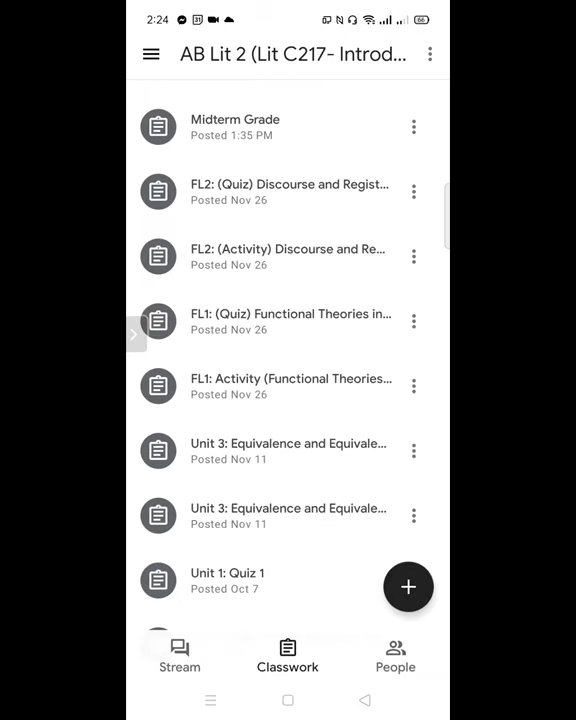 2:24
31
66
AB Lit 2 (Lit C217- Introd...
Midterm Grade
Posted 1:35 PM
FL2: (Quiz) Discourse and Regist...
Posted Nov 26
FL2: (Activity) Discourse and Re...
Posted Nov 26
FL1: (Quiz) Functional Theories in...
Posted Nov 26
FL1: Activity (Functional Theories...
Posted Nov 26
Unit 3: Equivalence and Equivale...
Posted Nov 11
Unit 3: Equivalence and Equivale...
Posted Nov 11
Unit 1: Quiz 1
Posted Oct 7
Stream
Classwork
People